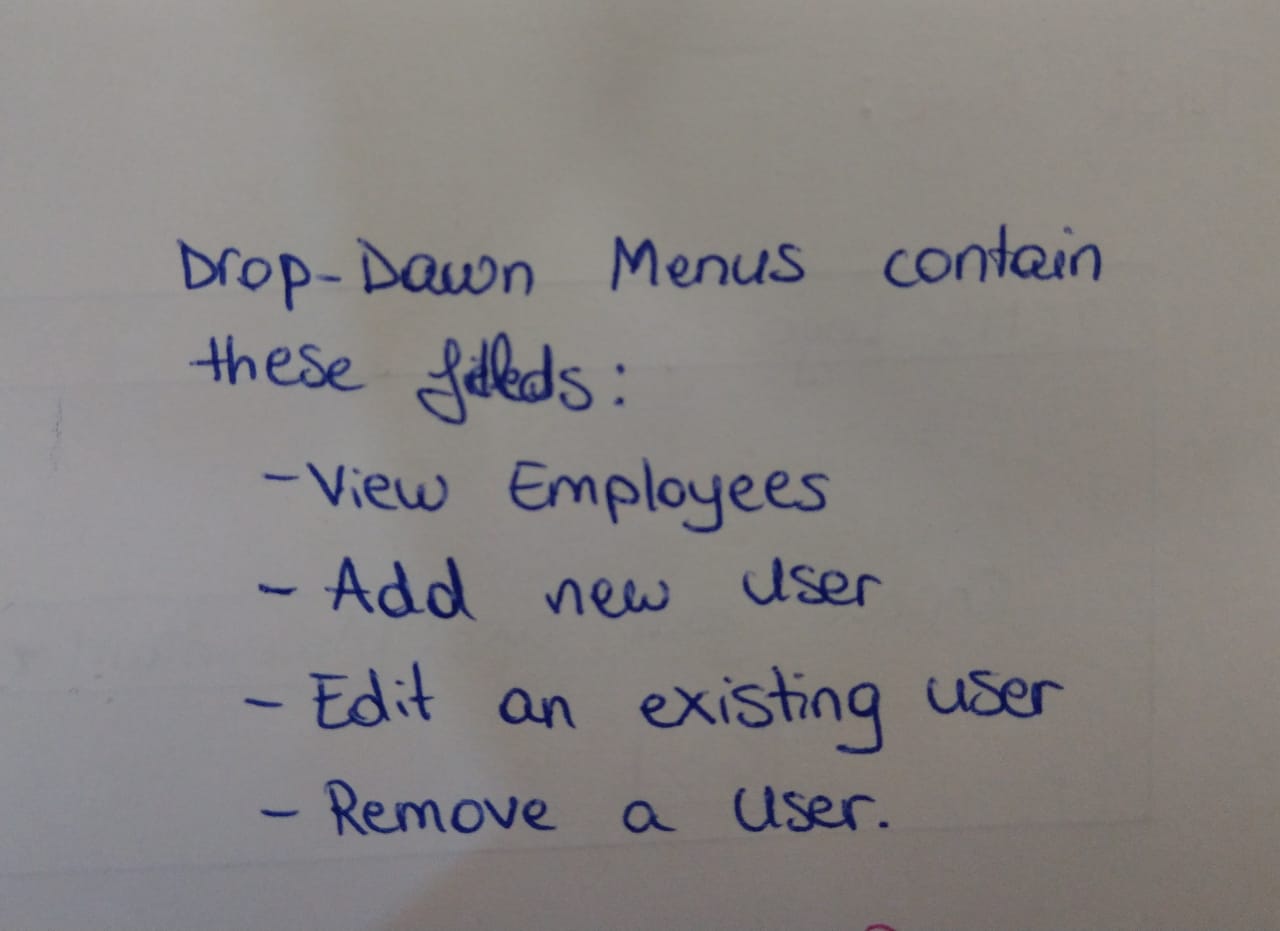 Drop-Dawn Menus contain
these fileds:
- View Employees
- Add new user
- Edit an existing user
- Remove a user.